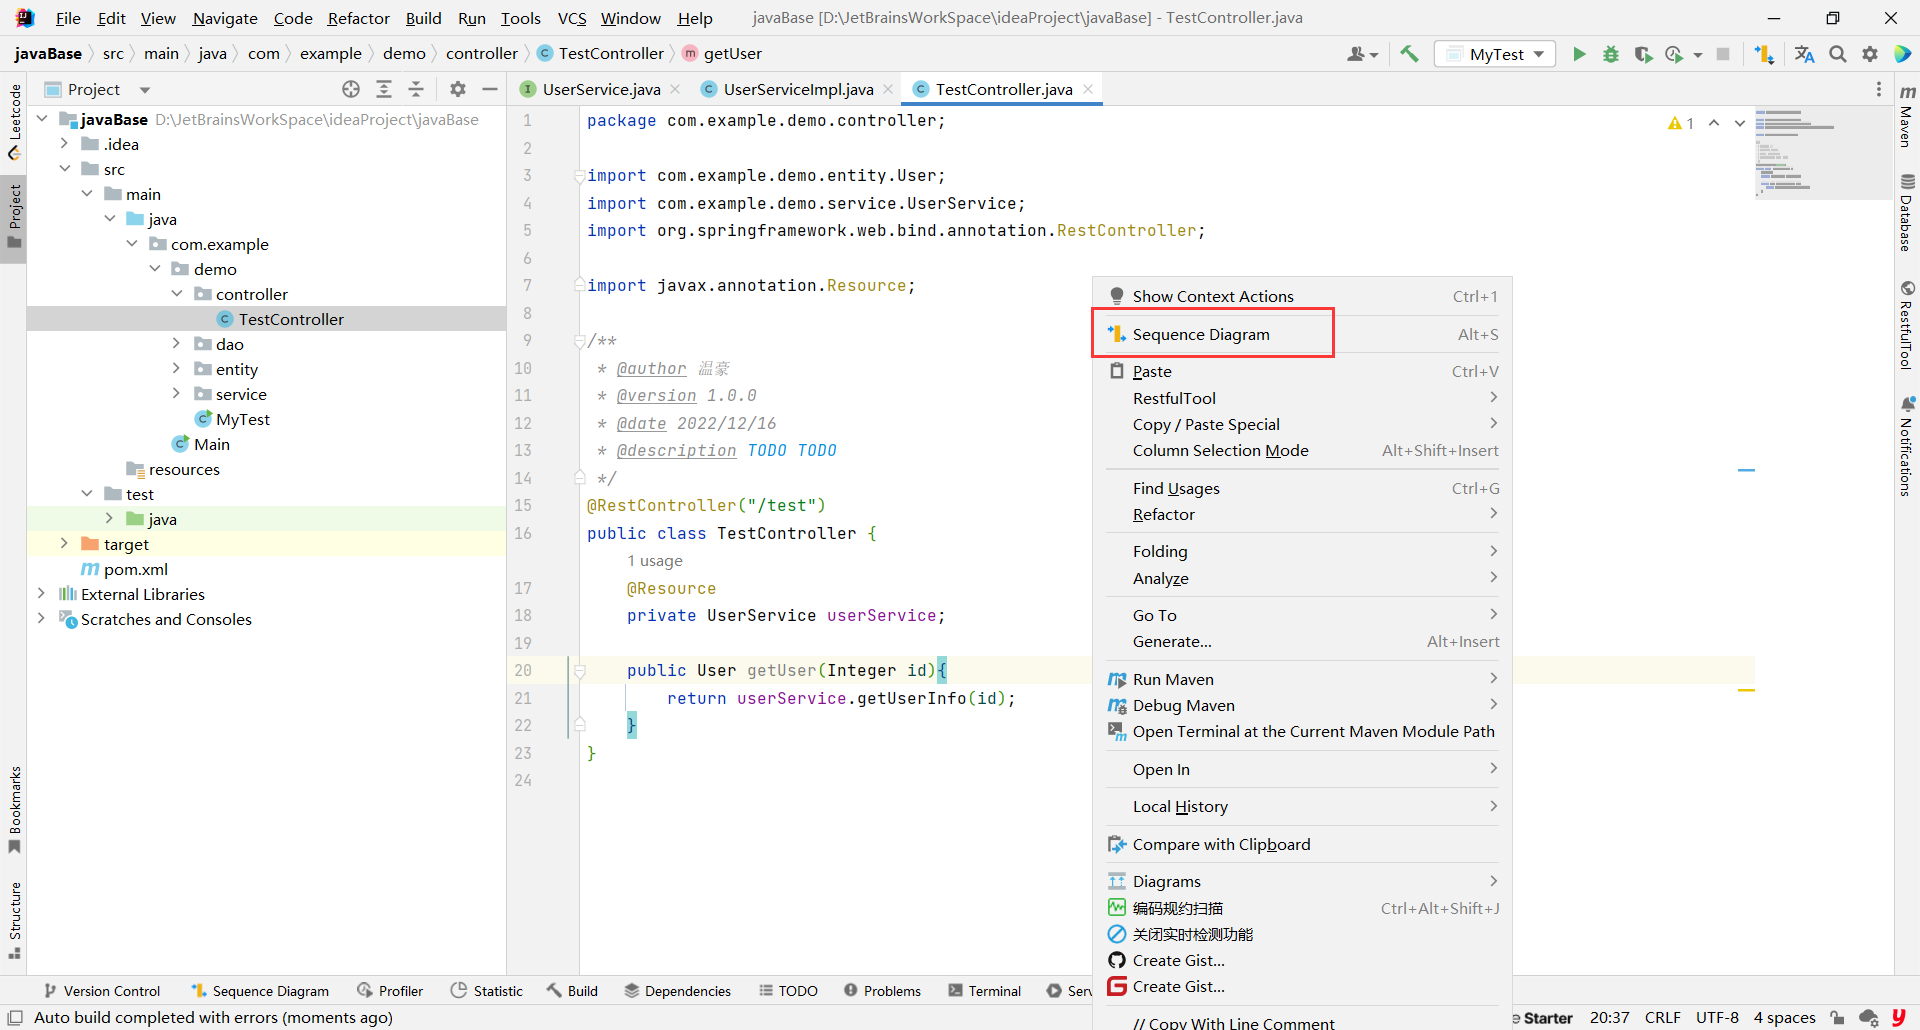 File Edit View Navigate Code Refactor Build Run Tools VCS Window Help javaBase [D:\JetBrainsWorkSpace\ideaProject\javaBase] - TestController.java
javaBase src main java com example demo controller TestController getUser MyTest
Project
UserService.java UserServiceImpl.java TestController.java
Leetcode
Project
Bookmarks
Structure
javaBase D:\JetBrainsWorkSpace\ideaProject\javaBase
.idea
src
main
java
com.example
demo
controller
TestController
dao
entity
service
MyTest
Main
resources
test
java
target
pom.xml
External Libraries
Scratches and Consoles
1 package com.example.demo.controller;
2
3 import com.example.demo.entity.User;
4 import com.example.demo.service.UserService;
5 import org.springframework.web.bind.annotation.RestController;
6
7 import javax.annotation.Resource;
8
9 /**
10 * @author 温豪
11 * @version 1.0.0
12 * @date 2022/12/16
13 * @description TODO TODO
14 */
15 @RestController("/test")
16 public class TestController {
1 usage
17 @Resource
18 private UserService userService;
19
20 public User getUser(Integer id){
21 return userService.getUserInfo(id);
22 }
23 }
24
1
Show Context Actions Ctrl+1
Sequence Diagram Alt+S
Paste Ctrl+V
RestfulTool
Copy / Paste Special
Column Selection Mode Alt+Shift+Insert
Find Usages Ctrl+G
Refactor
Folding
Analyze
Go To
Generate... Alt+Insert
Run Maven
Debug Maven
Open Terminal at the Current Maven Module Path
Open In
Local History
Compare with Clipboard
Diagrams
编码规约扫描 Ctrl+Alt+Shift+J
关闭实时检测功能
Create Gist...
Create Gist...
// Copy With Line Comment
Maven
Database
RestfulTool
Notifications
Version Control Sequence Diagram Profiler Statistic Build Dependencies TODO Problems Terminal Serv
Auto build completed with errors (moments ago) e Starter 20:37 CRLF UTF-8 4 spaces